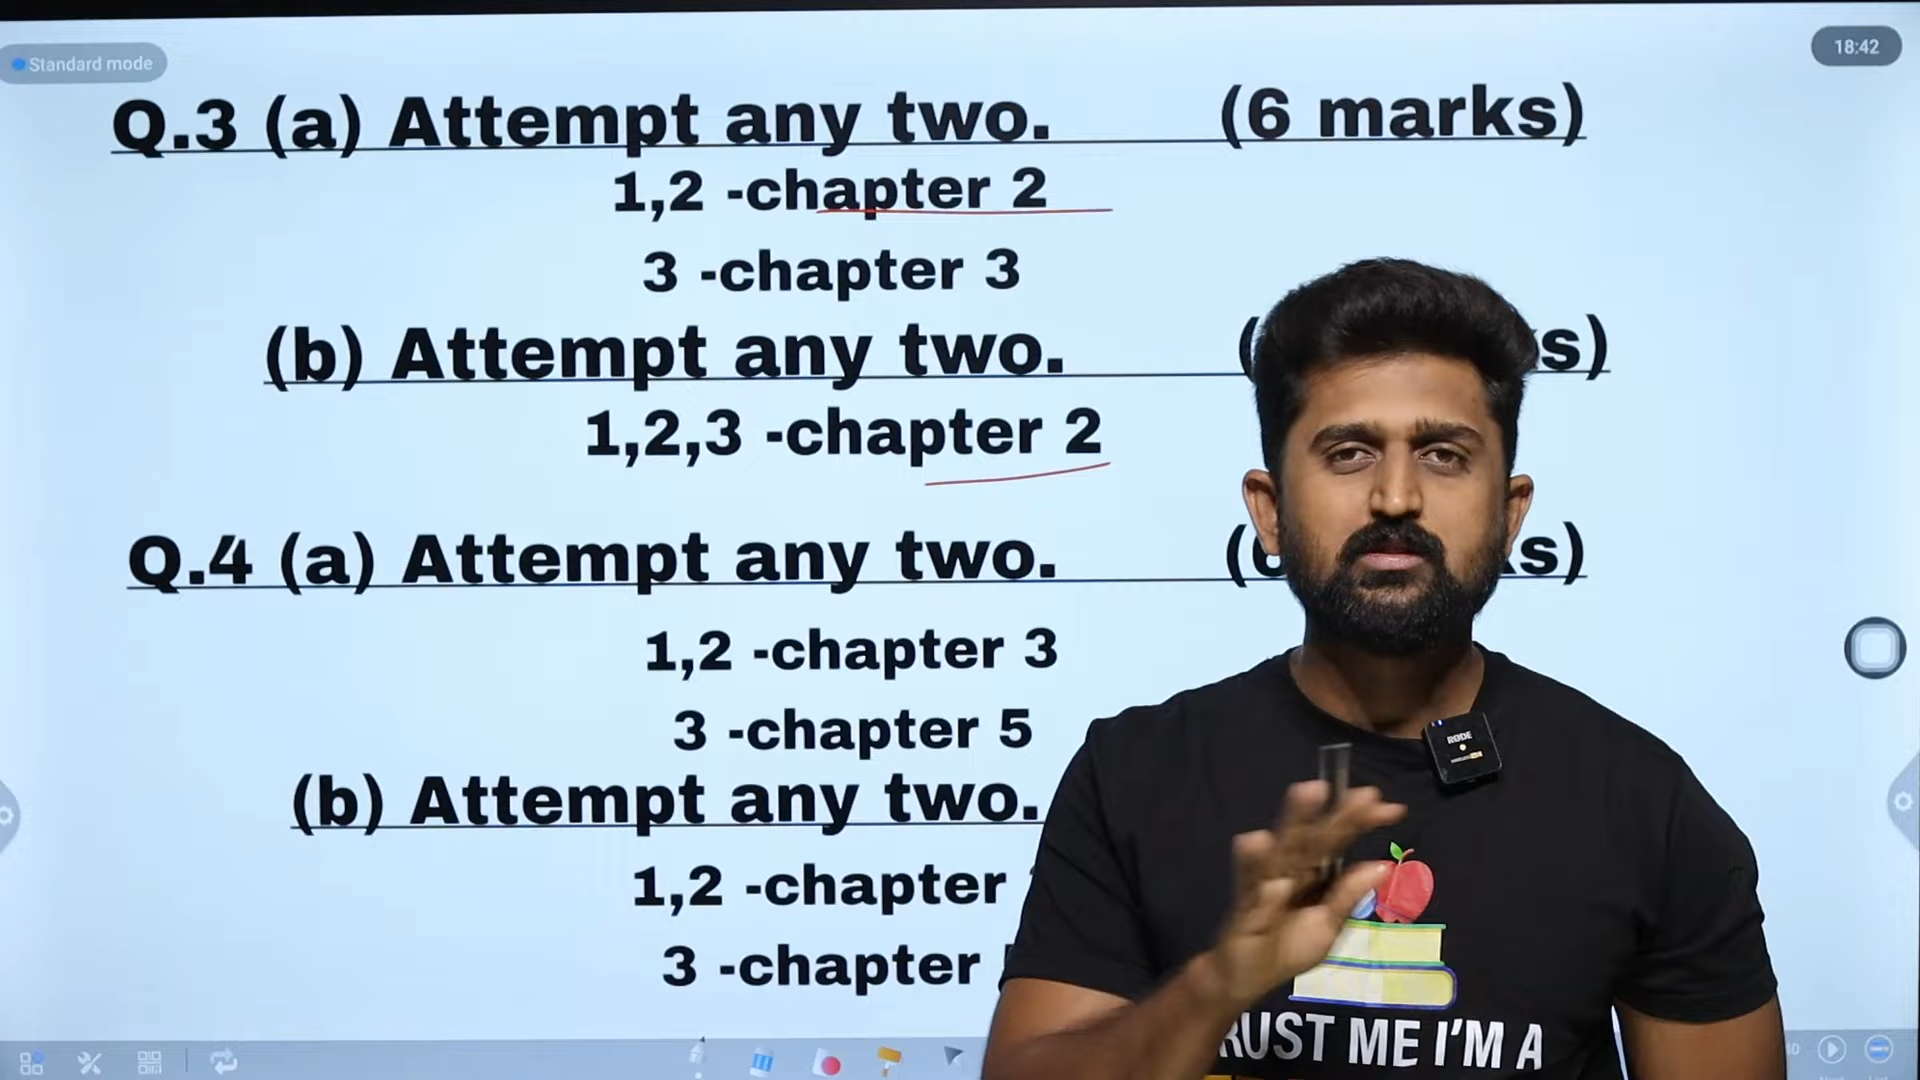 Standard mode
18:42
Q.3 (a) Attempt any two. (6 marks)
1,2 -chapter 2
3 -chapter 3
(b) Attempt any two.
1,2,3 -chapter 2
Q.4 (a) Attempt any two.
1,2 -chapter 3
3 -chapter 5
(b) Attempt any two.
1,2 -chapter
3 -chapter
RODE
RUST ME I'M A